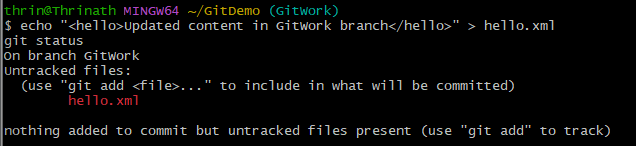 thrin@Thrinath MINGW64 ~/GitDemo (GitWork)
$ echo "<hello>Updated content in GitWork branch</hello>" > hello.xml
git status
On branch GitWork
Untracked files:
  (use "git add <file>..." to include in what will be committed)
        hello.xml

nothing added to commit but untracked files present (use "git add" to track)